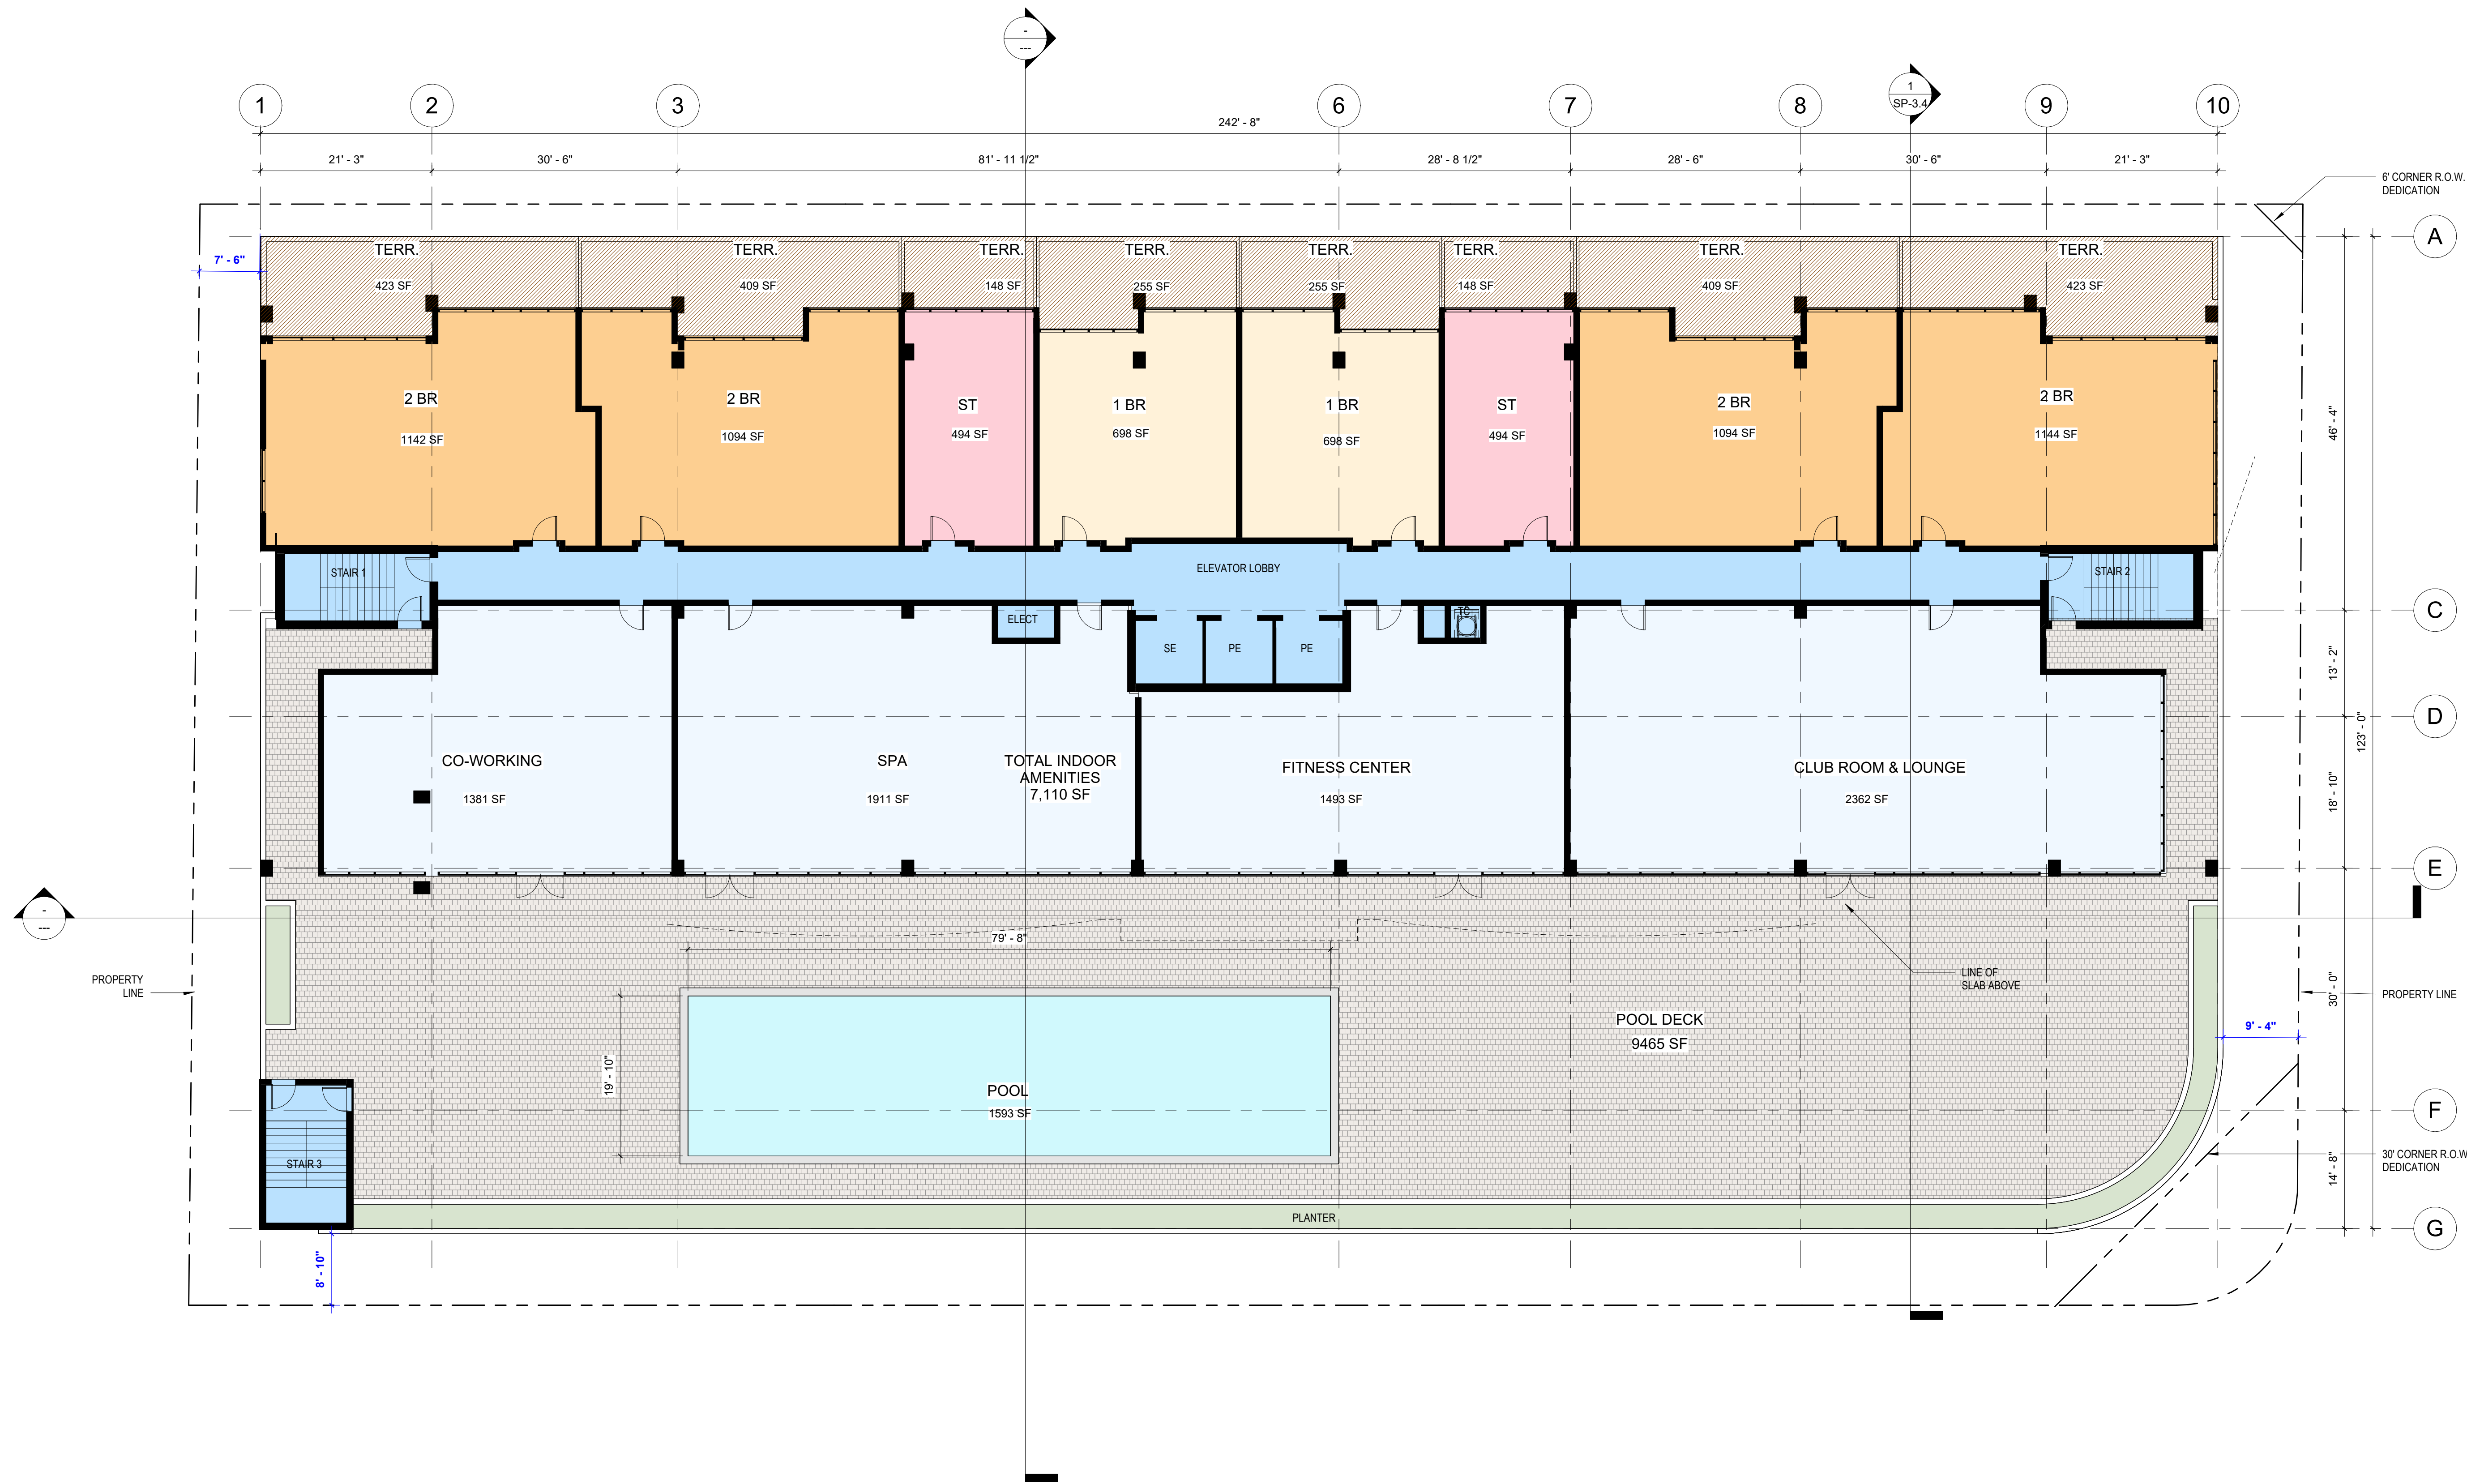 -
---
1
SP-3.4
1
2
3
6
7
8
9
10
242' - 8"
21' - 3"
30' - 6"
81' - 11 1/2"
28' - 8 1/2"
28' - 6"
30' - 6"
21' - 3"
6' CORNER R.O.W.
DEDICATION
A
7' - 6"
TERR.
423 SF
TERR.
409 SF
TERR.
148 SF
TERR.
255 SF
TERR.
255 SF
TERR.
148 SF
TERR.
409 SF
TERR.
423 SF
2 BR
1142 SF
2 BR
1094 SF
ST
494 SF
1 BR
698 SF
1 BR
698 SF
ST
494 SF
2 BR
1094 SF
2 BR
1144 SF
46' - 4"
STAIR 1
ELEVATOR LOBBY
STAIR 2
ELECT
TC
C
SE
PE
PE
13' - 2"
D
123' - 0"
CO-WORKING
1381 SF
SPA
1911 SF
TOTAL INDOOR
AMENITIES
7,110 SF
FITNESS CENTER
1493 SF
CLUB ROOM & LOUNGE
2362 SF
18' - 10"
E
-
---
79' - 8"
PROPERTY
LINE
LINE OF
SLAB ABOVE
30' - 0"
PROPERTY LINE
POOL DECK
9465 SF
9' - 4"
19' - 10"
POOL
1593 SF
F
STAIR 3
14' - 8"
30' CORNER R.O.W
DEDICATION
PLANTER
G
8' - 10"